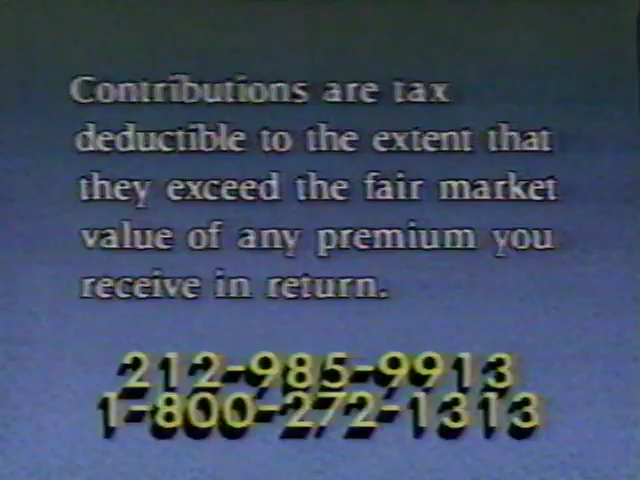 Contributions are tax
deductible to the extent that
they exceed the fair market
value of any premium you
receive in return.
212-985-9913
1-800-272-1313